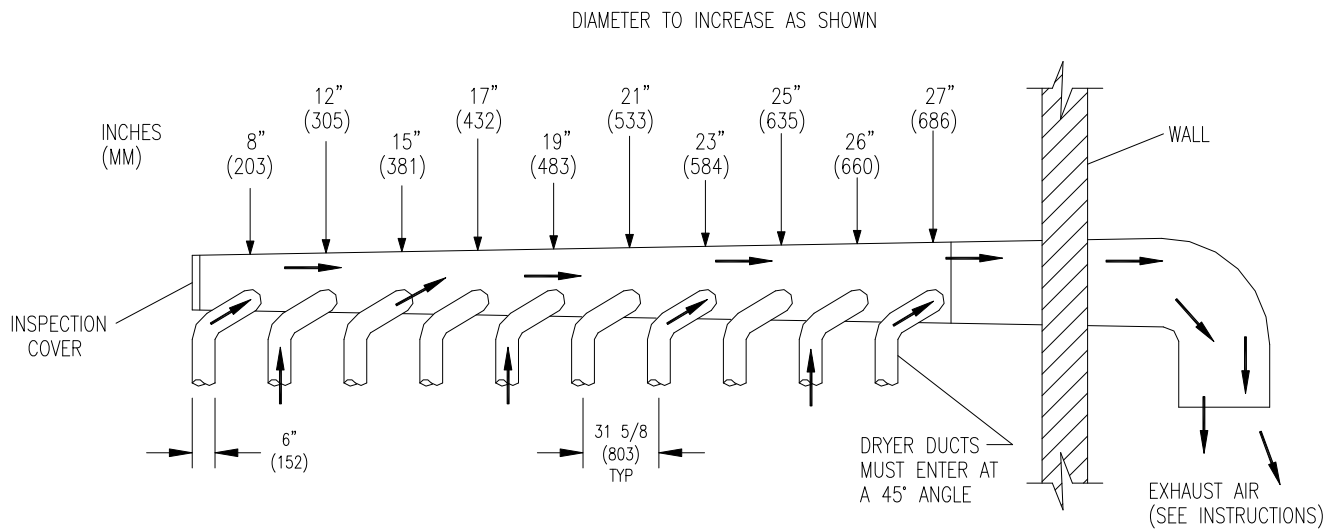 DIAMETER TO INCREASE AS SHOWN
INCHES
(MM)
8”
(203)
12”
(305)
15”
(381)
17”
(432)
19”
(483)
21”
(533)
23”
(584)
25”
(635)
26”
(660)
27”
(686)
WALL
INSPECTION
COVER
6”
(152)
31 5/8
(803)
TYP
DRYER DUCTS
MUST ENTER AT
A 45° ANGLE
EXHAUST AIR
(SEE INSTRUCTIONS)